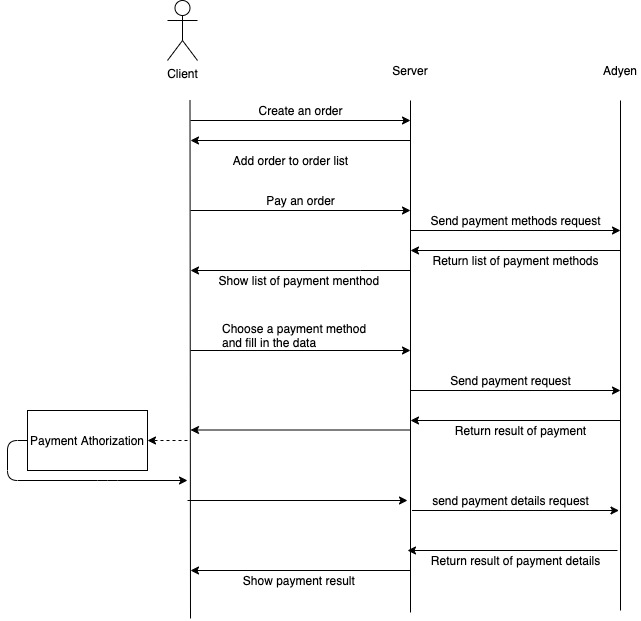 Client
Server
Adyen
Create an order
Add order to order list
Pay an order
Send payment methods request
Return list of payment methods
Show list of payment menthod
Choose a payment method
and fill in the data
Send payment request
Return result of payment
Payment Athorization
send payment details request
Return result of payment details
Show payment result